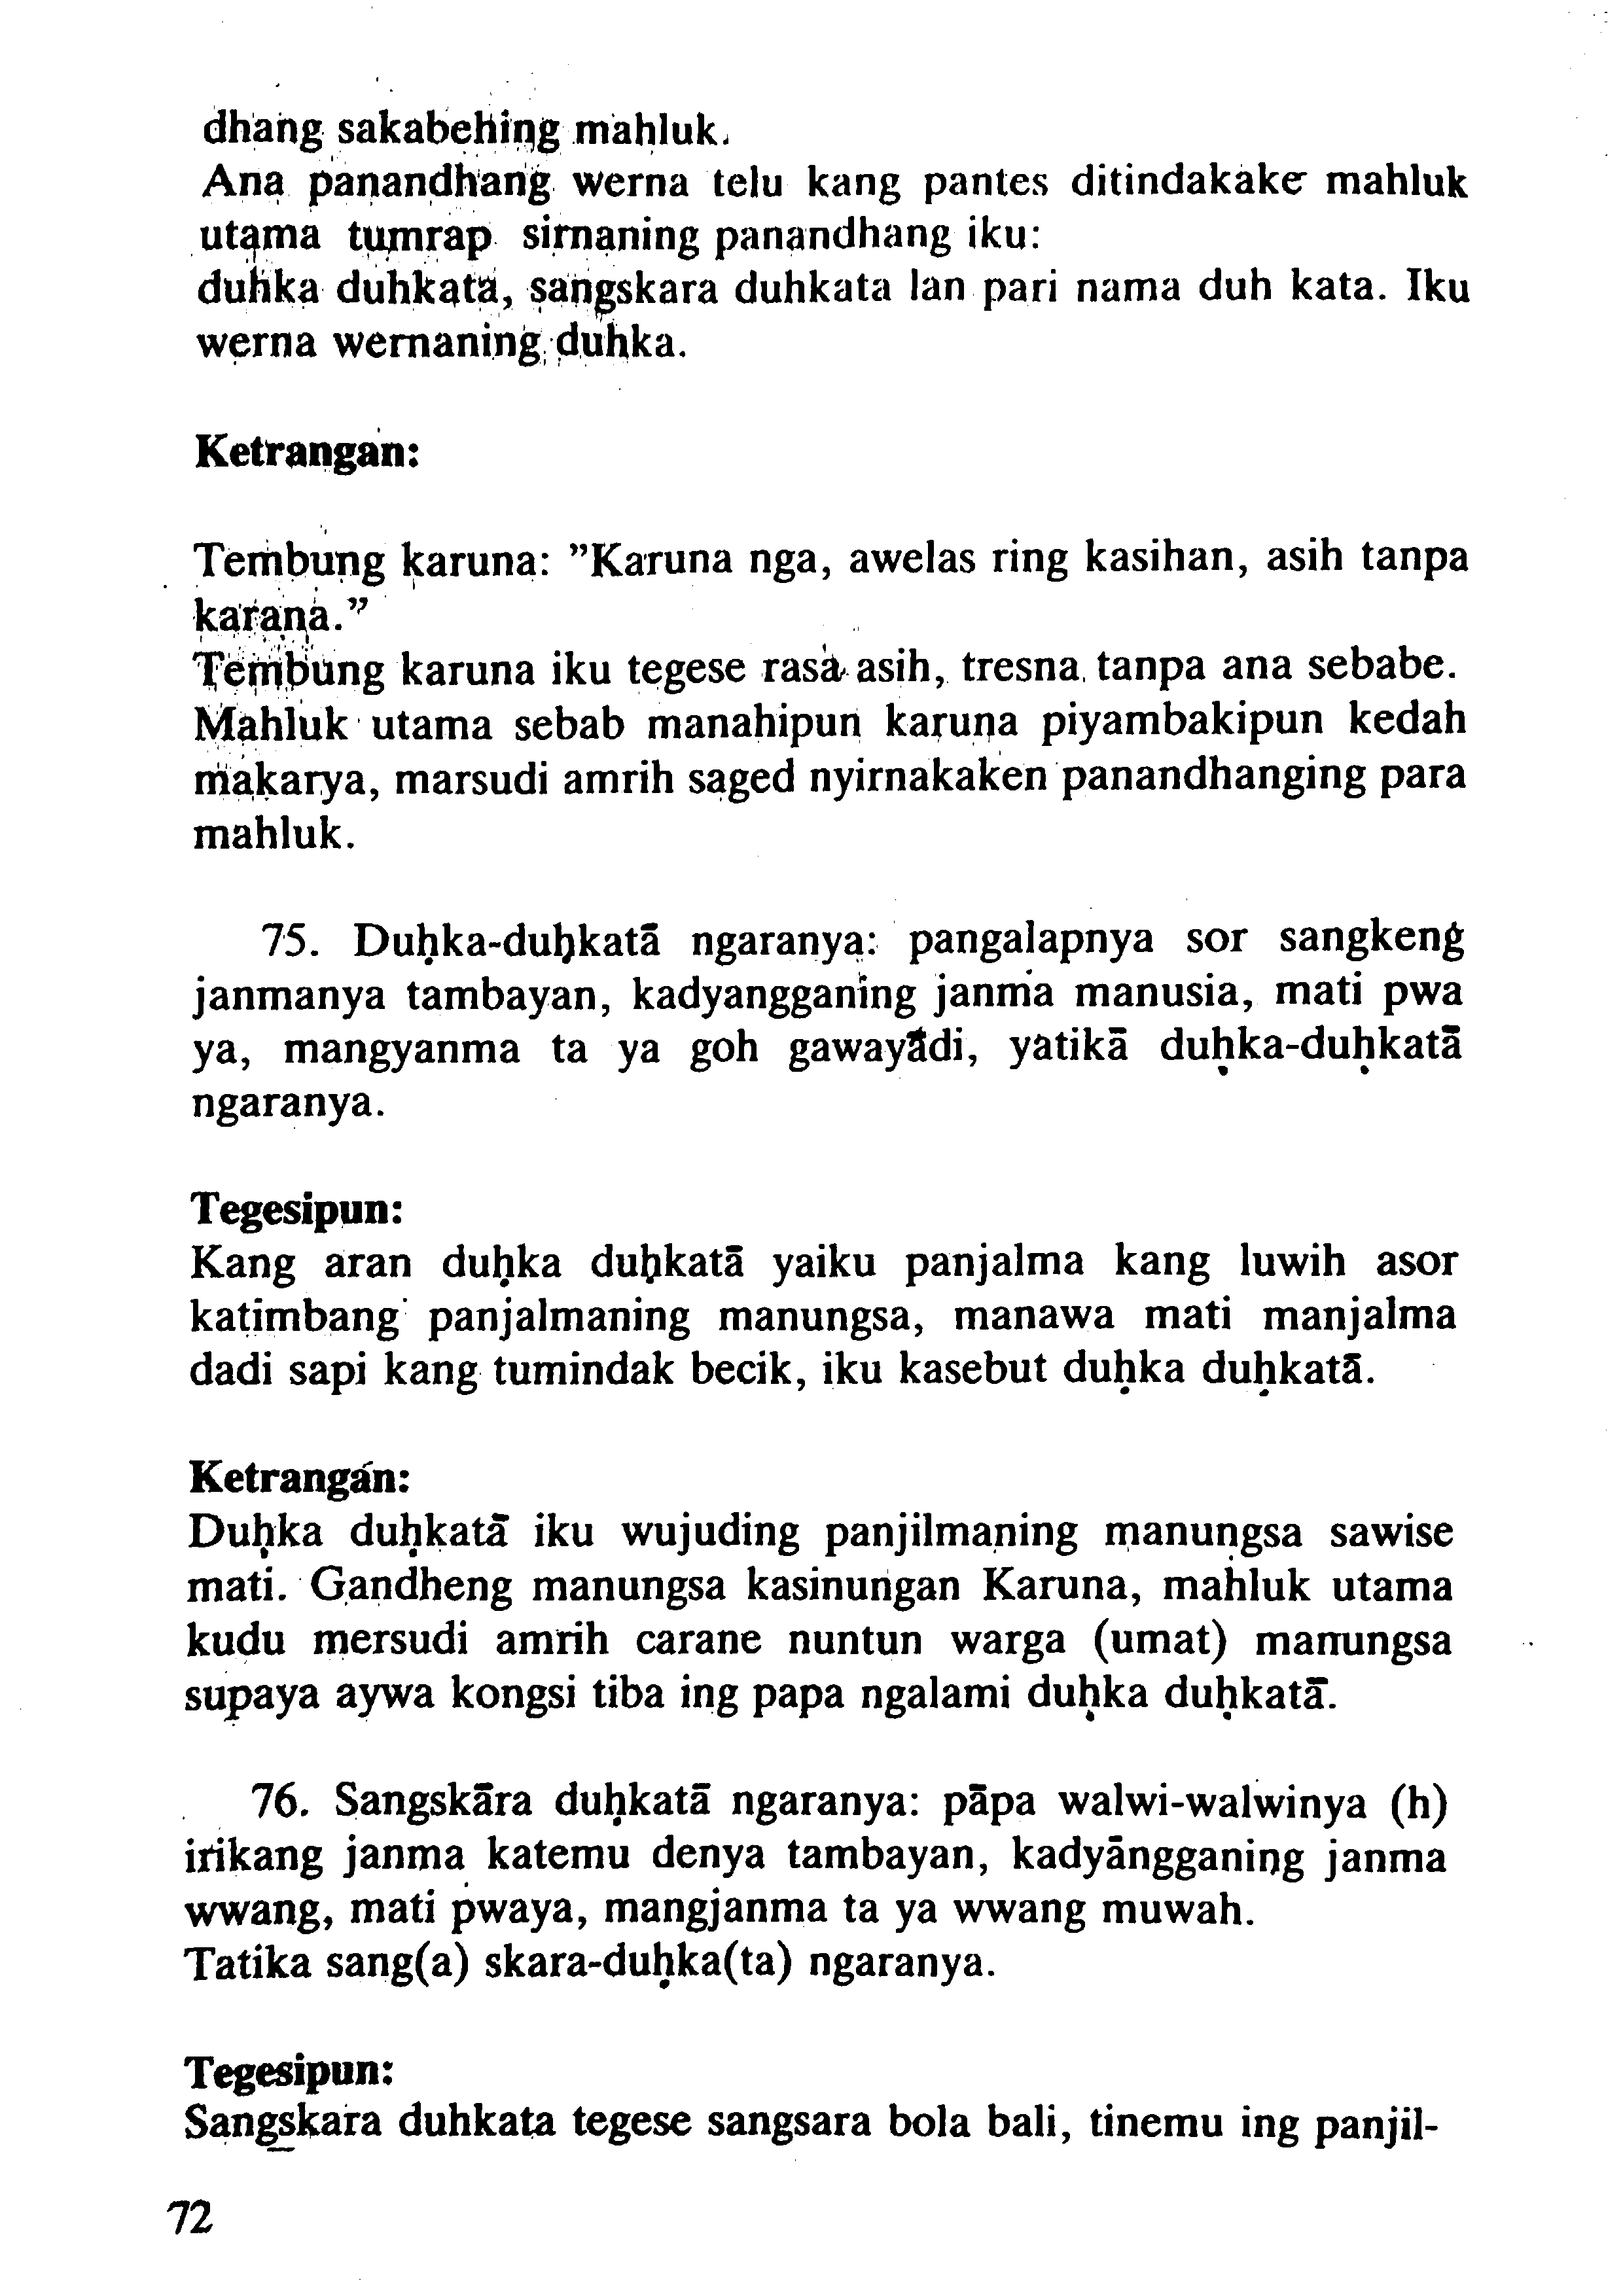 dhang sakabehing mahluk.
Ana panandhang werna telu kang pantes ditindakake mahluk
utama tumrap sirnaning panandhang iku:
duhka duhkata, sangskara duhkata lan pari nama duh kata. Iku
werna wernaning duhka.
Ketrangan:
Tembung karuna: ”Karuna nga, awelas ring kasihan, asih tanpa
karana.”
Tembung karuna iku tegese rasa asih, tresna tanpa ana sebabe.
Mahluk utama sebab manahipun karuna piyambakipun kedah
makarya, marsudi amrih saged nyirnakaken panandhanging para
mahluk.
75. Duḥka-duḥkatā ngaranya: pangalapnya sor sangkeng
janmanya tambayan, kadyangganing janma manusia, mati pwa
ya, mangyanma ta ya goh gawayādi, yatikā duḥka-duḥkatā
ngaranya.
Tegesipun:
Kang aran duḥka duḥkatā yaiku panjalma kang luwih asor
katimbang panjalmaning manungsa, manawa mati manjalma
dadi sapi kang tumindak becik, iku kasebut duḥka duḥkatā.
Ketrangan:
Duḥka duḥkatā iku wujuding panjilmaning manungsa sawise
mati. Gandheng manungsa kasinungan Karuna, mahluk utama
kudu mersudi amrih carane nuntun warga (umat) manungsa
supaya aywa kongsi tiba ing papa ngalami duḥka duḥkatā.
76. Sangskāra duḥkatā ngaranya: pāpa walwi-walwinya (h)
irikang janma katemu denya tambayan, kadyāngganing janma
wwang, mati pwaya, mangjanma ta ya wwang muwah.
Tatika sang(a) skara-duḥka(ta) ngaranya.
Tegesipun:
Sangskara duhkata tegese sangsara bola bali, tinemu ing panjil-
72